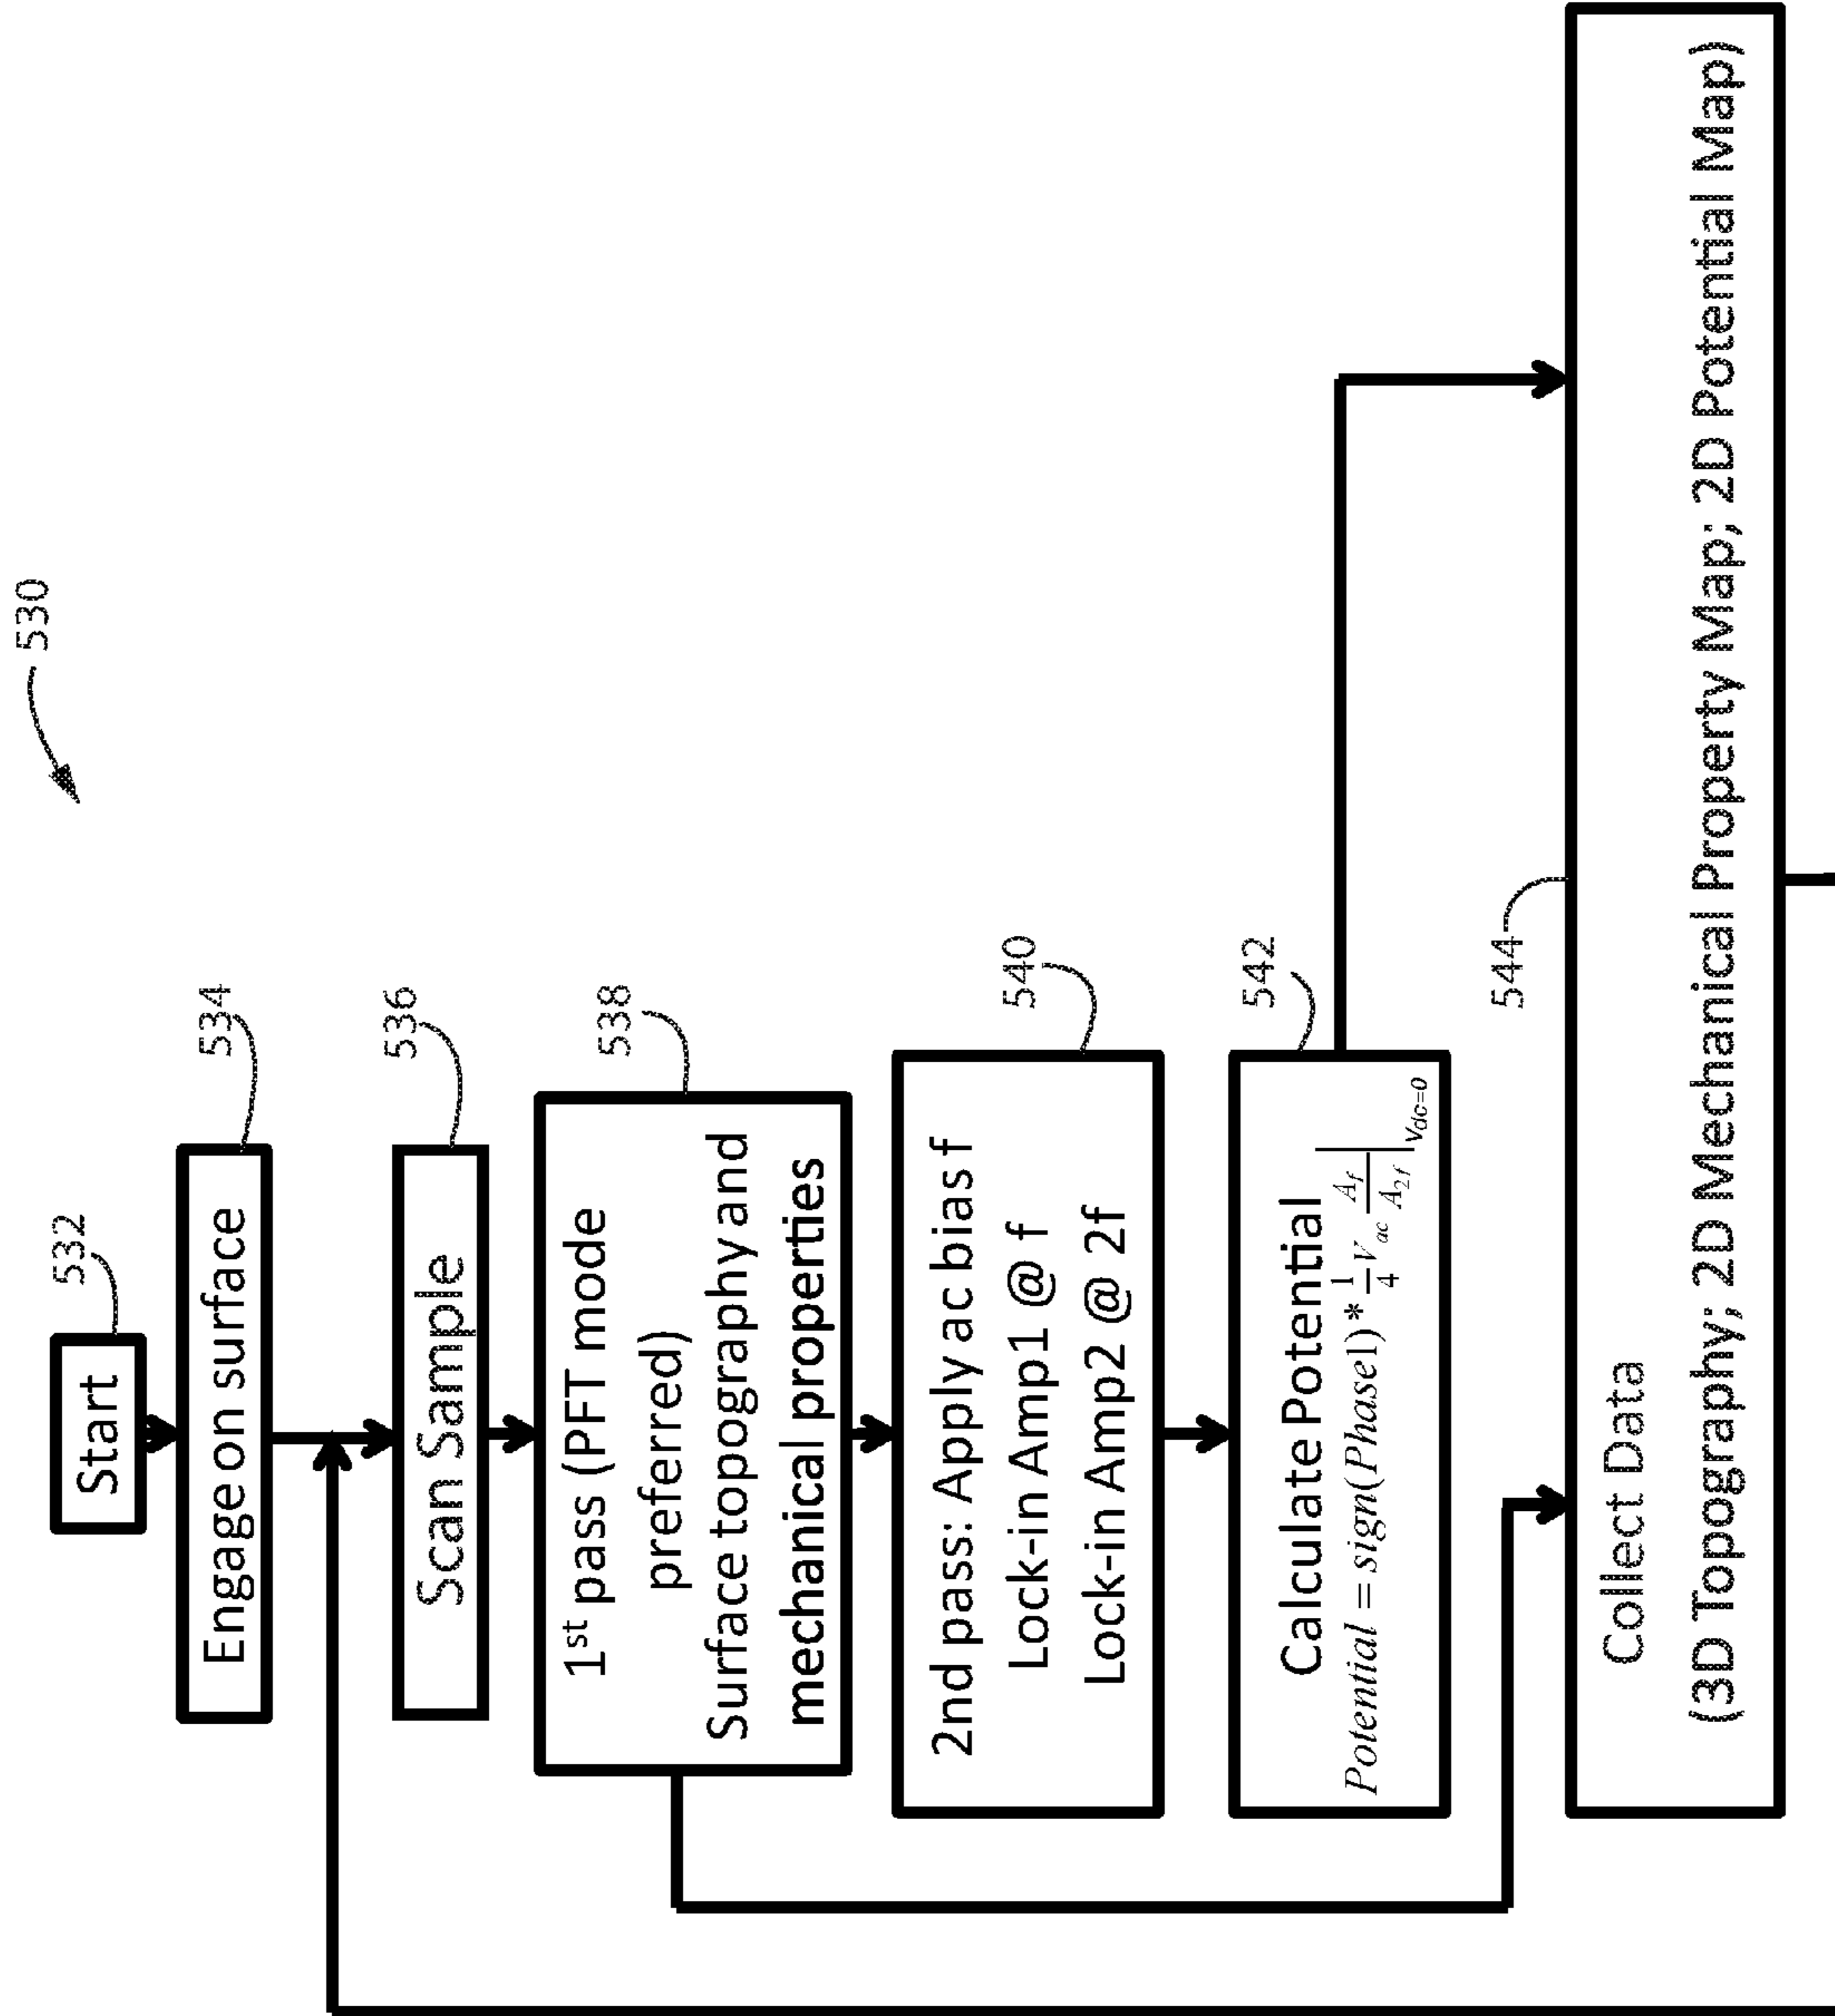 530
532
Start
534
Engage on surface
536
Scan Sample
538
1st pass (PFT mode
preferred)
Surface topography and
mechanical properties
540
2nd pass: Apply ac bias f
Lock-in Amp1 @ f
Lock-in Amp2 @ 2f
542
Calculate Potential
Potential = sign(Phase1) * 1/4 V_ac A_f/A_2f |Vdc=0
544
Collect Data
(3D Topography; 2D Mechanical Property Map; 2D Potential Map)